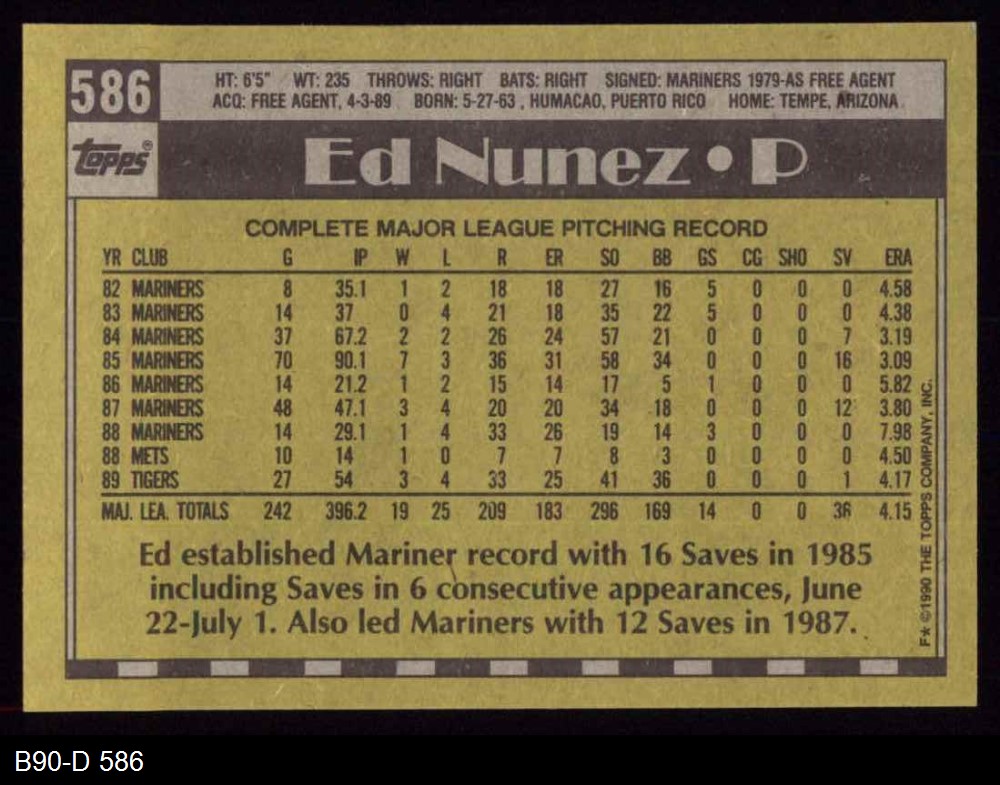 586
HT: 6'5" WT: 235 THROWS: RIGHT BATS: RIGHT SIGNED: MARINERS 1979-AS FREE AGENT
ACQ: FREE AGENT, 4-3-89 BORN: 5-27-63 , HUMACAO, PUERTO RICO HOME: TEMPE, ARIZONA
topps®
Ed Nunez • P
COMPLETE MAJOR LEAGUE PITCHING RECORD
YR CLUB G IP W L R ER SO BB GS CG SHO SV ERA
82 MARINERS 8 35.1 1 2 18 18 27 16 5 0 0 0 4.58
83 MARINERS 14 37 0 4 21 18 35 22 5 0 0 0 4.38
84 MARINERS 37 67.2 2 2 26 24 57 21 0 0 0 7 3.19
85 MARINERS 70 90.1 7 3 36 31 58 34 0 0 0 16 3.09
86 MARINERS 14 21.2 1 2 15 14 17 5 1 0 0 0 5.82
87 MARINERS 48 47.1 3 4 20 20 34 18 0 0 0 12 3.80
88 MARINERS 14 29.1 1 4 33 26 19 14 3 0 0 0 7.98
88 METS 10 14 1 0 7 7 8 3 0 0 0 0 4.50
89 TIGERS 27 54 3 4 33 25 41 36 0 0 0 1 4.17
MAJ. LEA. TOTALS 242 396.2 19 25 209 183 296 169 14 0 0 36 4.15
Ed established Mariner record with 16 Saves in 1985
including Saves in 6 consecutive appearances, June
22-July 1. Also led Mariners with 12 Saves in 1987.
F* ©1990 THE TOPPS COMPANY, INC.
B90-D 586